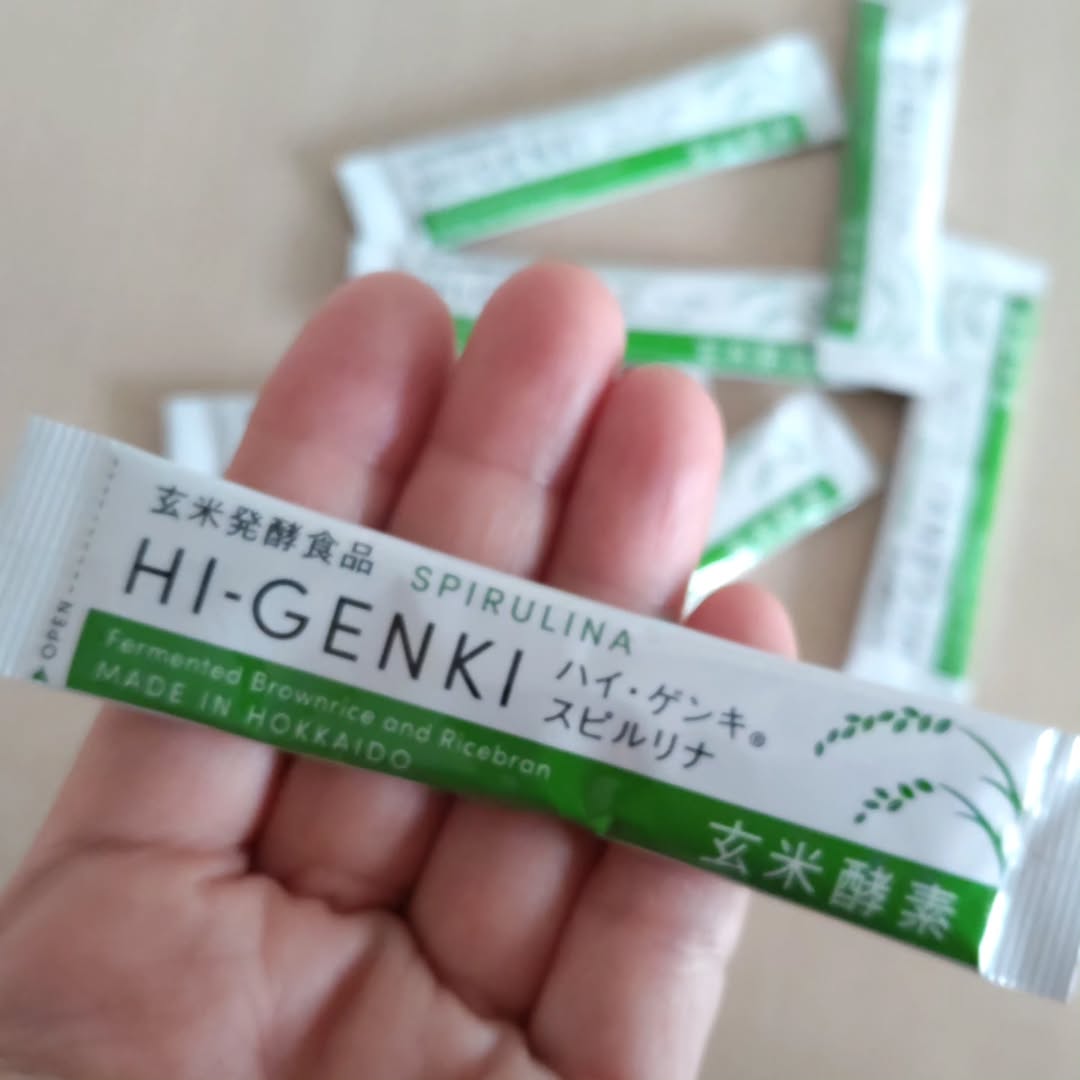 玄米発酵食品
SPIRULINA
HI-GENKI
ハイ・ゲンキ®
スピルリナ
Fermented Brownrice and Ricebran
MADE IN HOKKAIDO
玄米酵素
▲OPEN